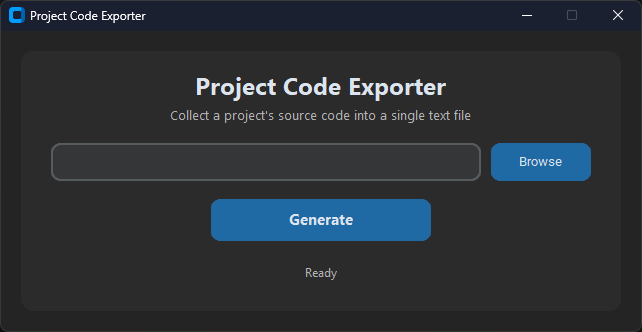 Project Code Exporter
Project Code Exporter
Collect a project's source code into a single text file
Browse
Generate
Ready